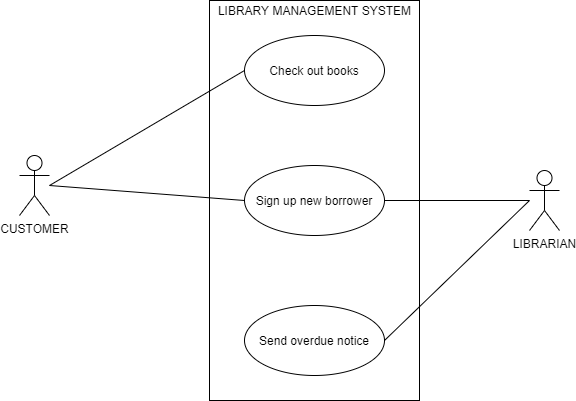 LIBRARY MANAGEMENT SYSTEM
Check out books
Sign up new borrower
Send overdue notice
CUSTOMER
LIBRARIAN